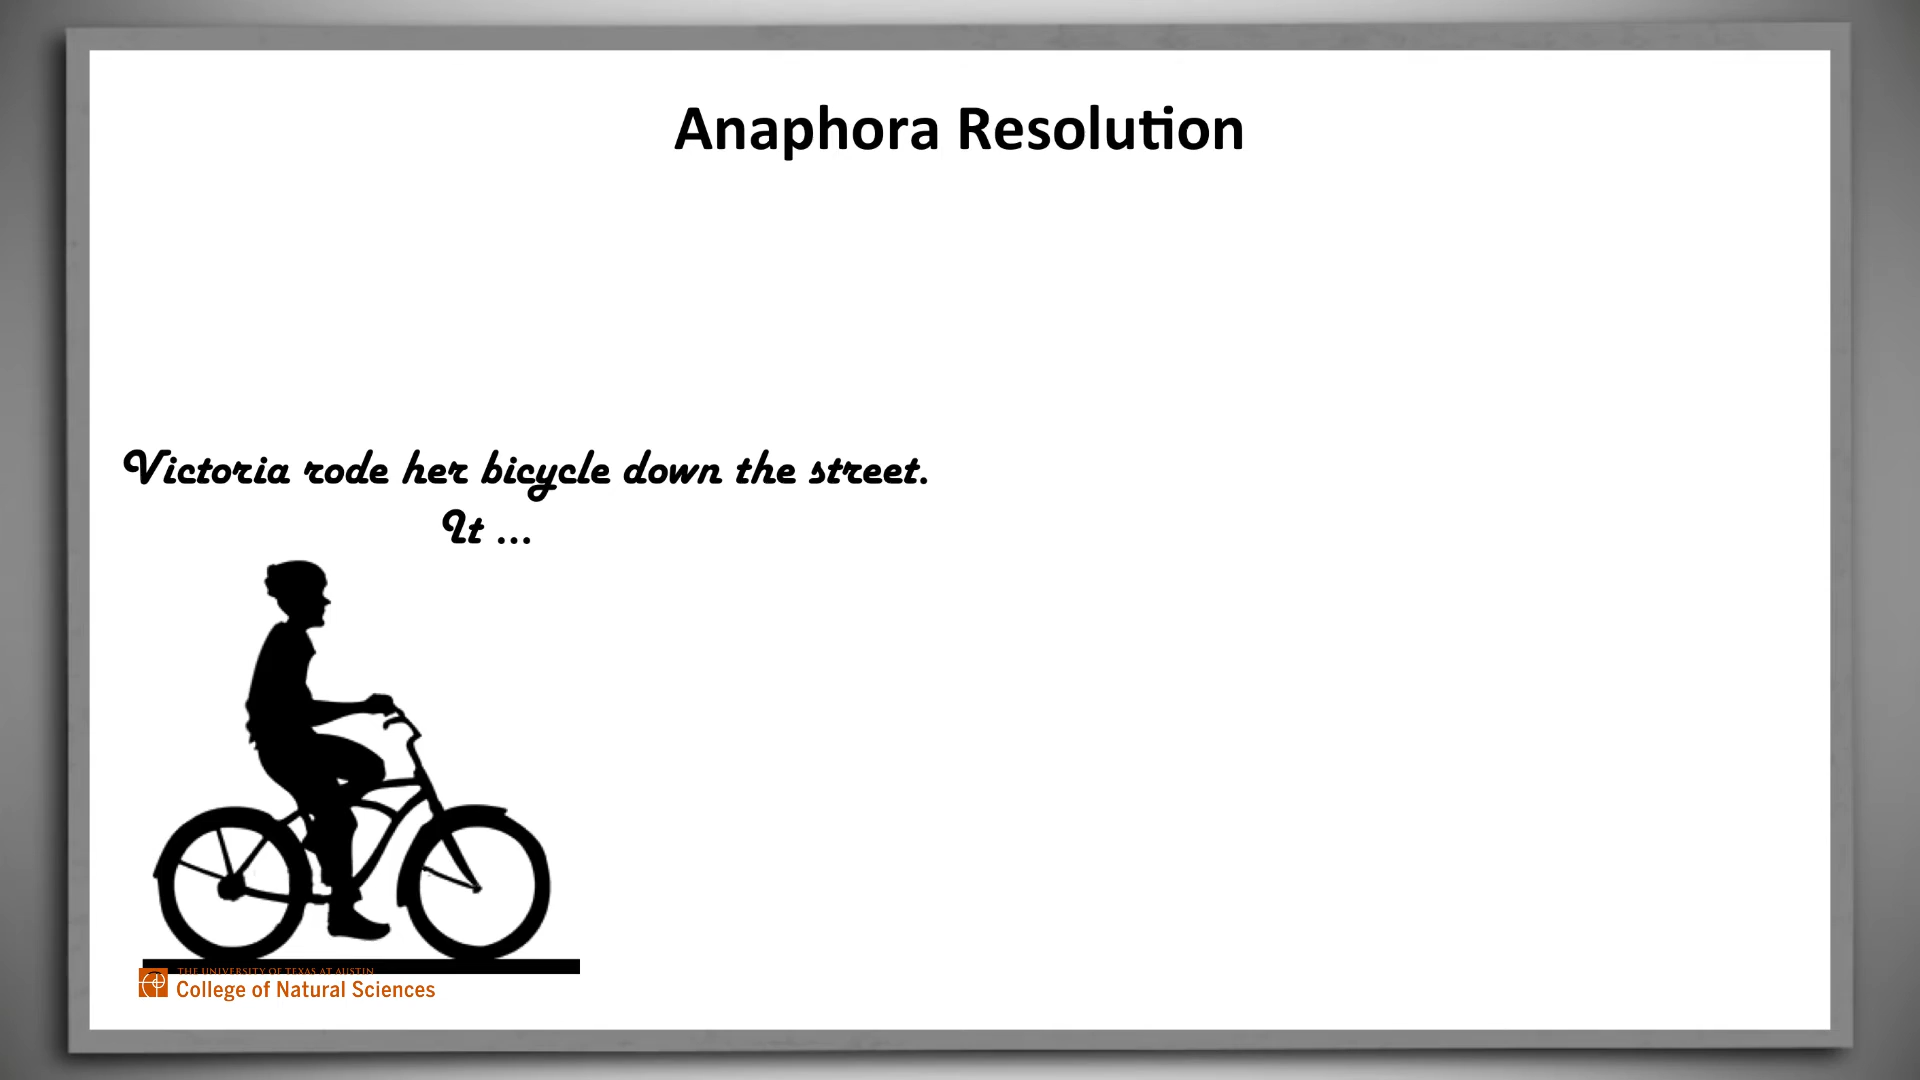 Anaphora Resolution
Victoria rode her bicycle down the street.
It ...
THE UNIVERSITY OF TEXAS AT AUSTIN
College of Natural Sciences